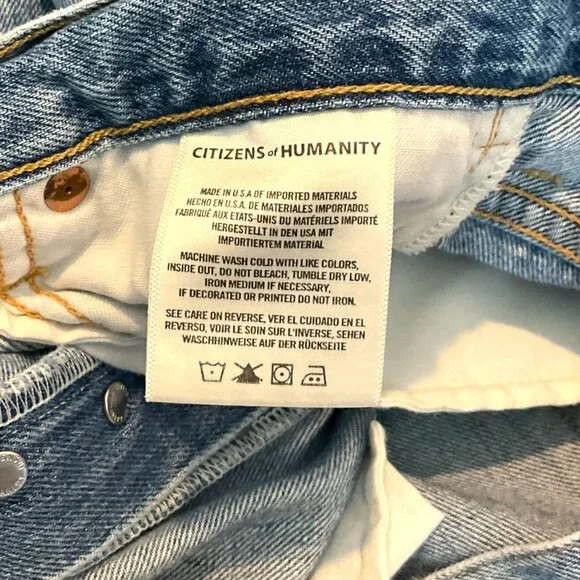 CITIZENS of HUMANITY
MADE IN U.S.A OF IMPORTED MATERIALS
HECHO EN U.S.A. DE MATERIALES IMPORTADOS
FABRIQUÉ AUX ETATS-UNIS DU MATÉRIELS IMPORTÉ
HERGESTELLT IN DEN USA MIT
IMPORTIERTEM MATERIAL
MACHINE WASH COLD WITH LIKE COLORS,
INSIDE OUT, DO NOT BLEACH, TUMBLE DRY LOW,
IRON MEDIUM IF NECESSARY,
IF DECORATED OR PRINTED DO NOT IRON.
SEE CARE ON REVERSE, VER EL CUIDADO EN EL
REVERSO, VOIR LE SOIN SUR L'INVERSE, SEHEN
WASCHHINWEISE AUF DER RÜCKSEITE